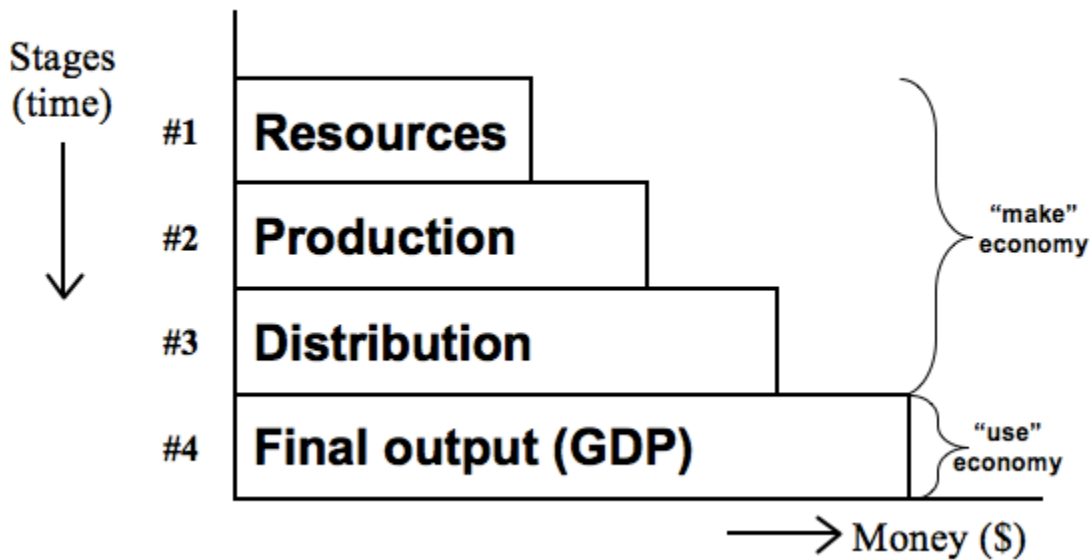 Stages
(time)
#1
Resources
#2
Production
#3
Distribution
#4
Final output (GDP)
“make”
economy
“use”
economy
Money ($)